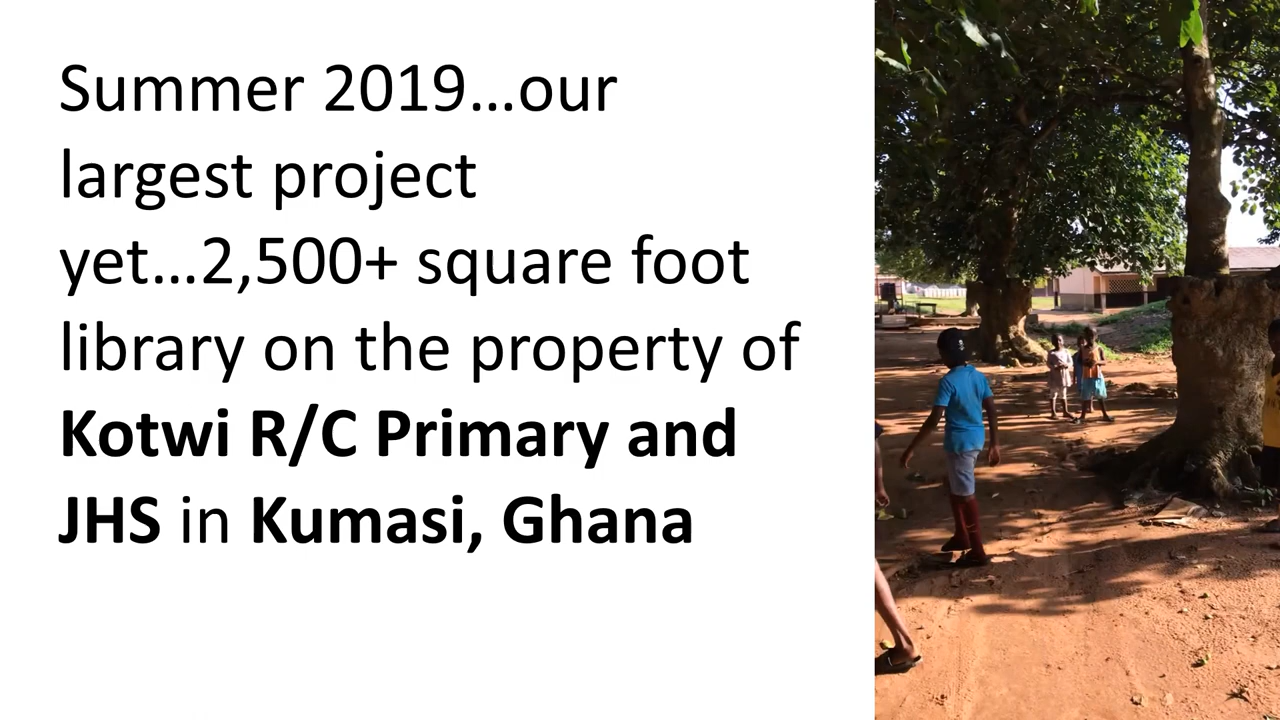 Summer 2019...our
largest project
yet...2,500+ square foot
library on the property of
Kotwi R/C Primary and
JHS in Kumasi, Ghana